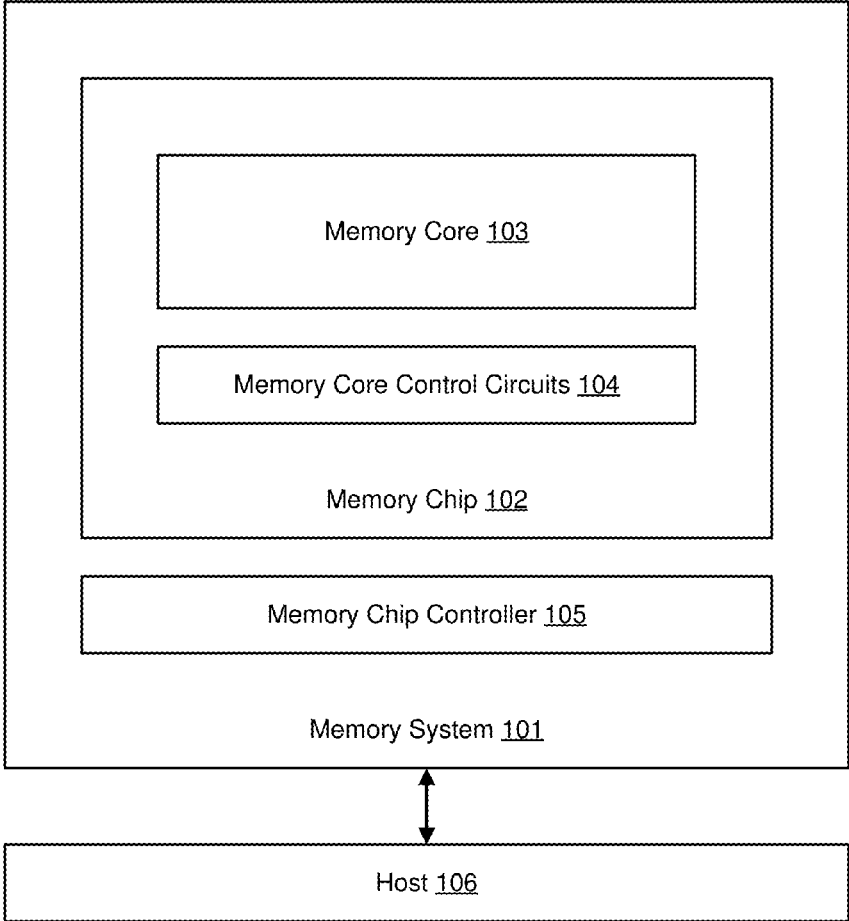 Memory Core 103
Memory Core Control Circuits 104
Memory Chip 102
Memory Chip Controller 105
Memory System 101
Host 106